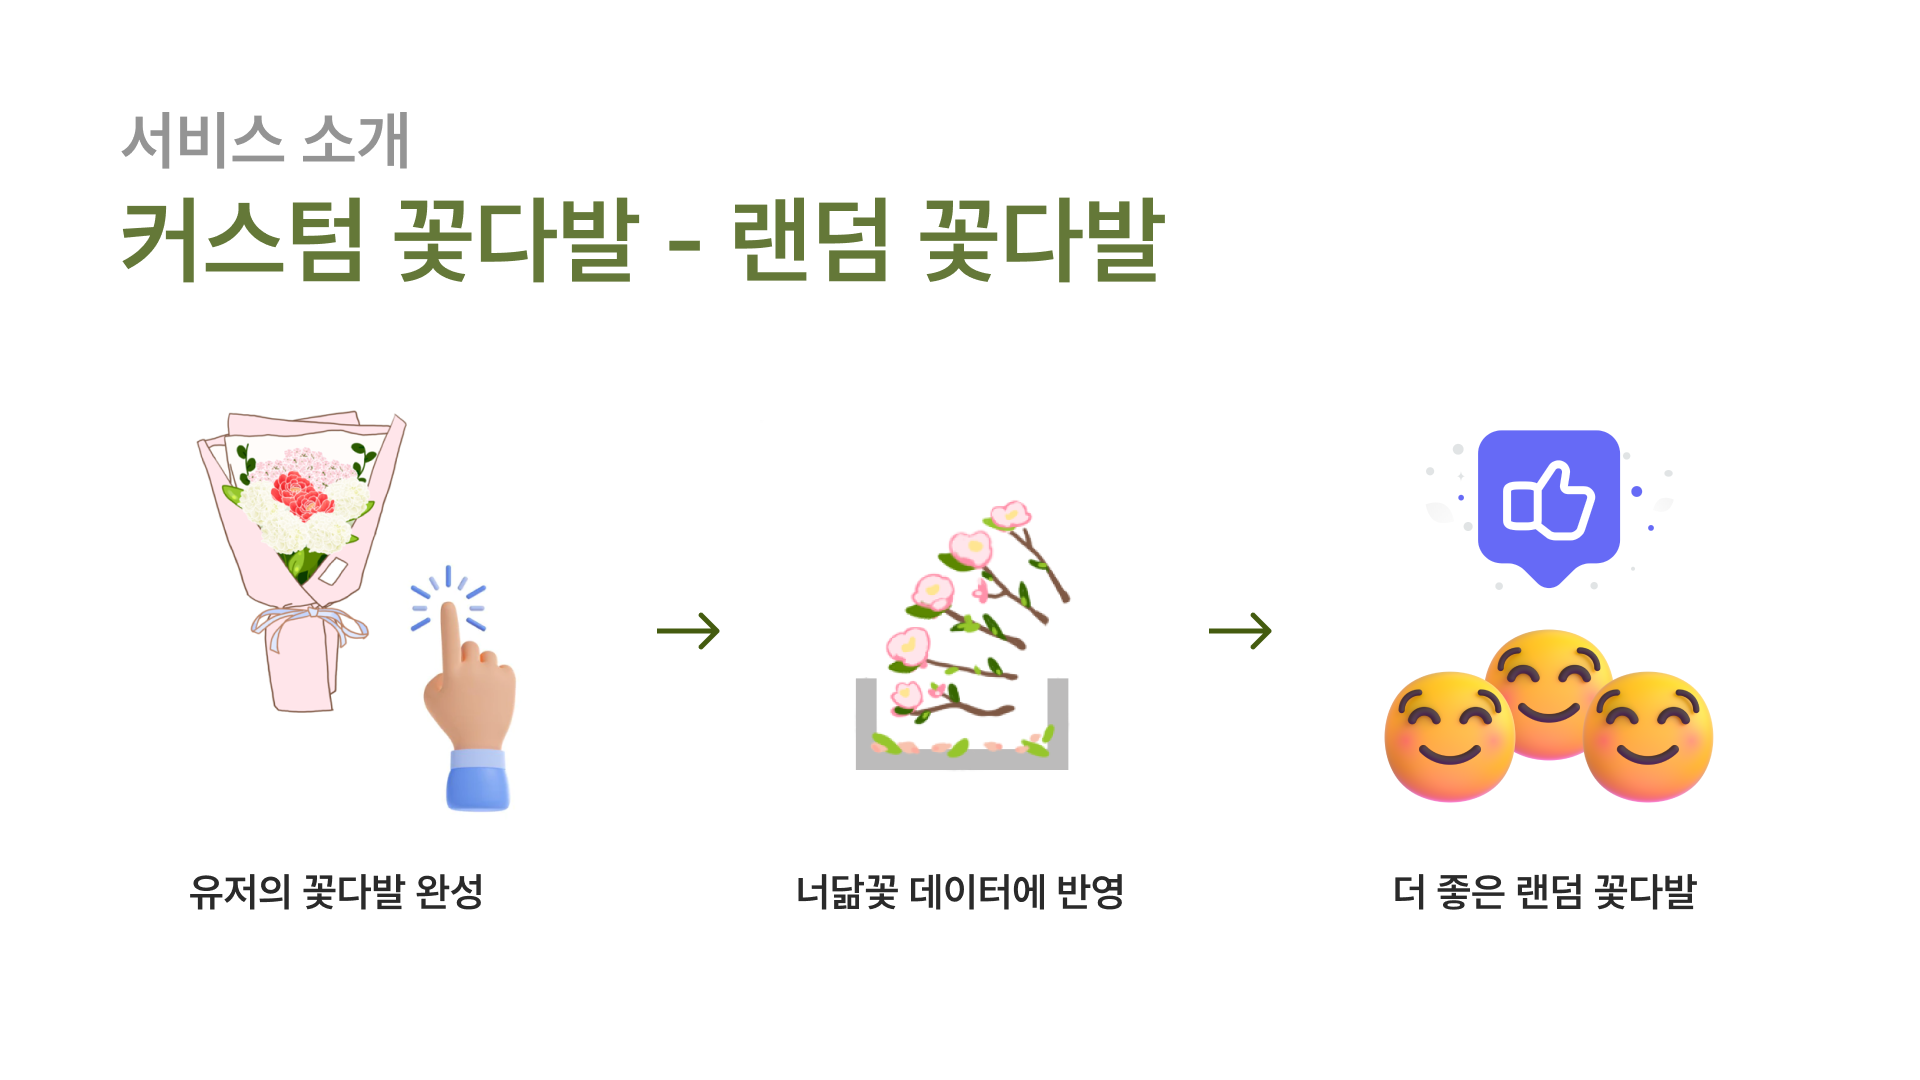 서비스 소개
커스텀 꽃다발 - 랜덤 꽃다발
유저의 꽃다발 완성
너닮꽃 데이터에 반영
더 좋은 랜덤 꽃다발